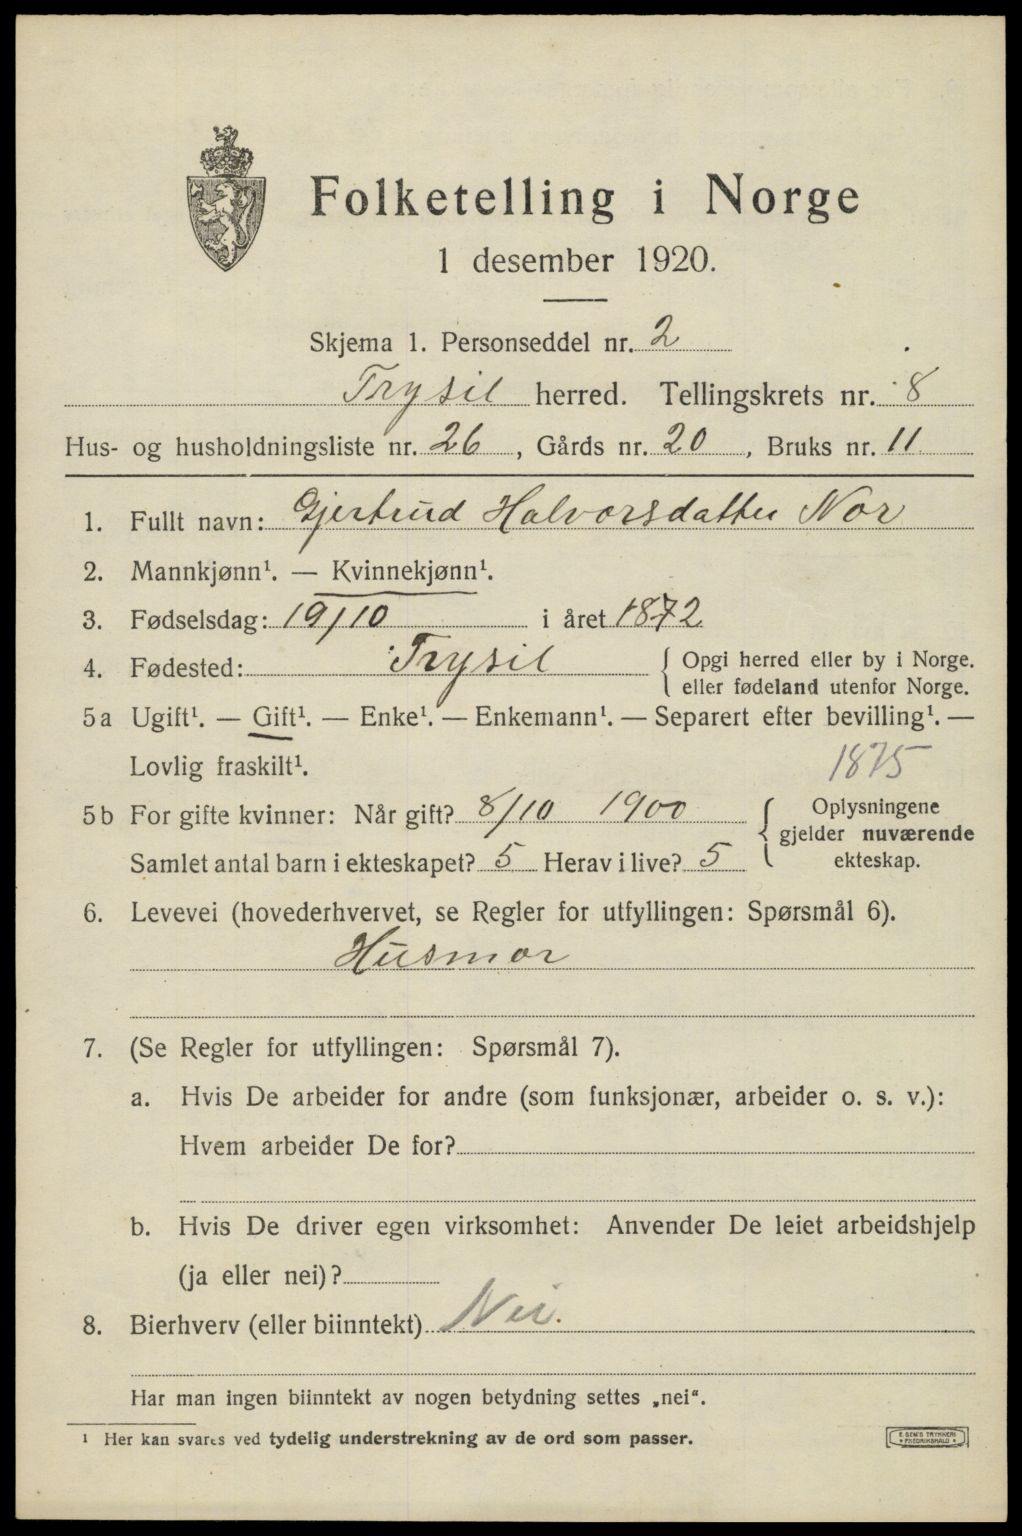 Folketelling i Norge
1 desember 1920.
Skjema 1. Personseddel nr. 2
Trysil herred. Tellingskrets nr. 8
Hus- og husholdningsliste nr. 26, Gårds nr. 20, Bruks nr. 11
1. Fullt navn: Gjertrud Halvorsdatter Nor
2. Mannkjønn¹. — Kvinnekjønn¹.
3. Fødselsdag: 19/10 i året 1872
4. Fødested: Trysil { Opgi herred eller by i Norge.
eller fødeland utenfor Norge.
5a Ugift¹. — Gift¹. — Enke¹. — Enkemann¹. — Separert efter bevilling¹. —
Lovlig fraskilt¹. 1875
5b For gifte kvinner: Når gift? 8/10 1900
Samlet antal barn i ekteskapet? 5 Herav i live? 5
Oplysningene
gjelder nuværende
ekteskap.
6. Levevei (hovederhvervet, se Regler for utfyllingen: Spørsmål 6).
Husmor
7. (Se Regler for utfyllingen: Spørsmål 7).
a. Hvis De arbeider for andre (som funksjonær, arbeider o. s. v.):
Hvem arbeider De for?
b. Hvis De driver egen virksomhet: Anvender De leiet arbeidshjelp
(ja eller nei)?
8. Bierhverv (eller biinntekt) Nei.
Har man ingen biinntekt av nogen betydning settes „nei“.
¹ Her kan svares ved tydelig understrekning av de ord som passer.
E. SEM'S TRYKKERI
FREDRIKSHALD